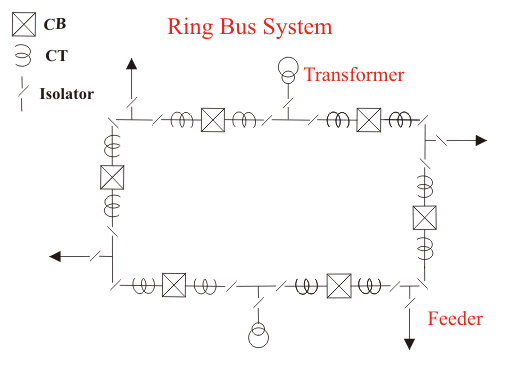 Ring Bus System
CB
CT
Isolator
Transformer
Feeder